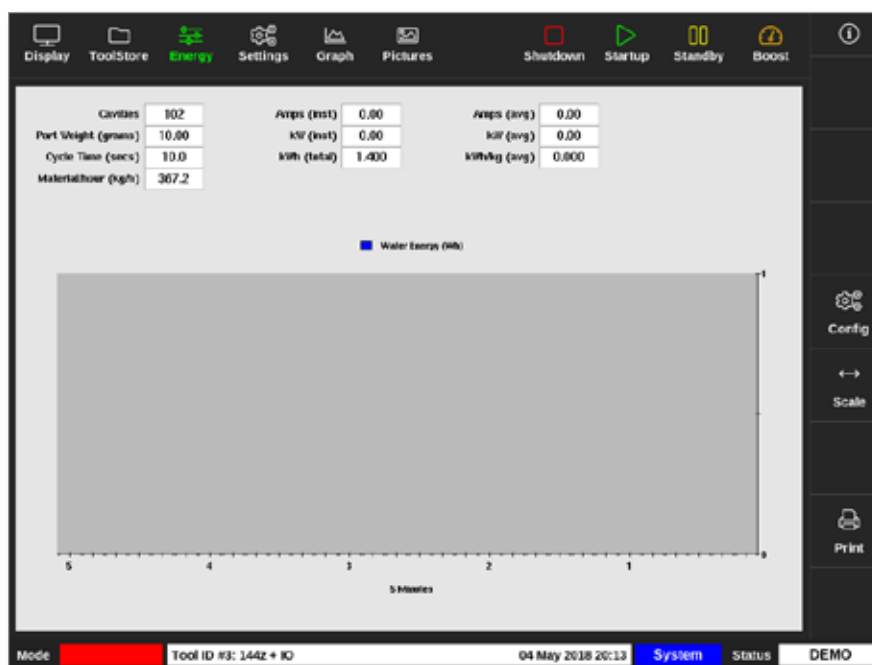 Display ToolStore Energy Settings Graph Pictures Shutdown Startup Standby Boost
Cavities 102 Amps (inst) 0.00 Amps (avg) 0.00
Part Weight (grams) 10.00 kW (inst) 0.00 kW (avg) 0.00
Cycle Time (secs) 10.0 kWh (total) 1.400 kWh/kg (avg) 0.000
Material/hour (kg/h) 367.2
Water Energy (Wh)
1
Config
Scale
Print
0
5 4 3 2 1
5 Minutes
Mode Tool ID #3: 144z + IO 04 May 2018 20:13 System Status DEMO